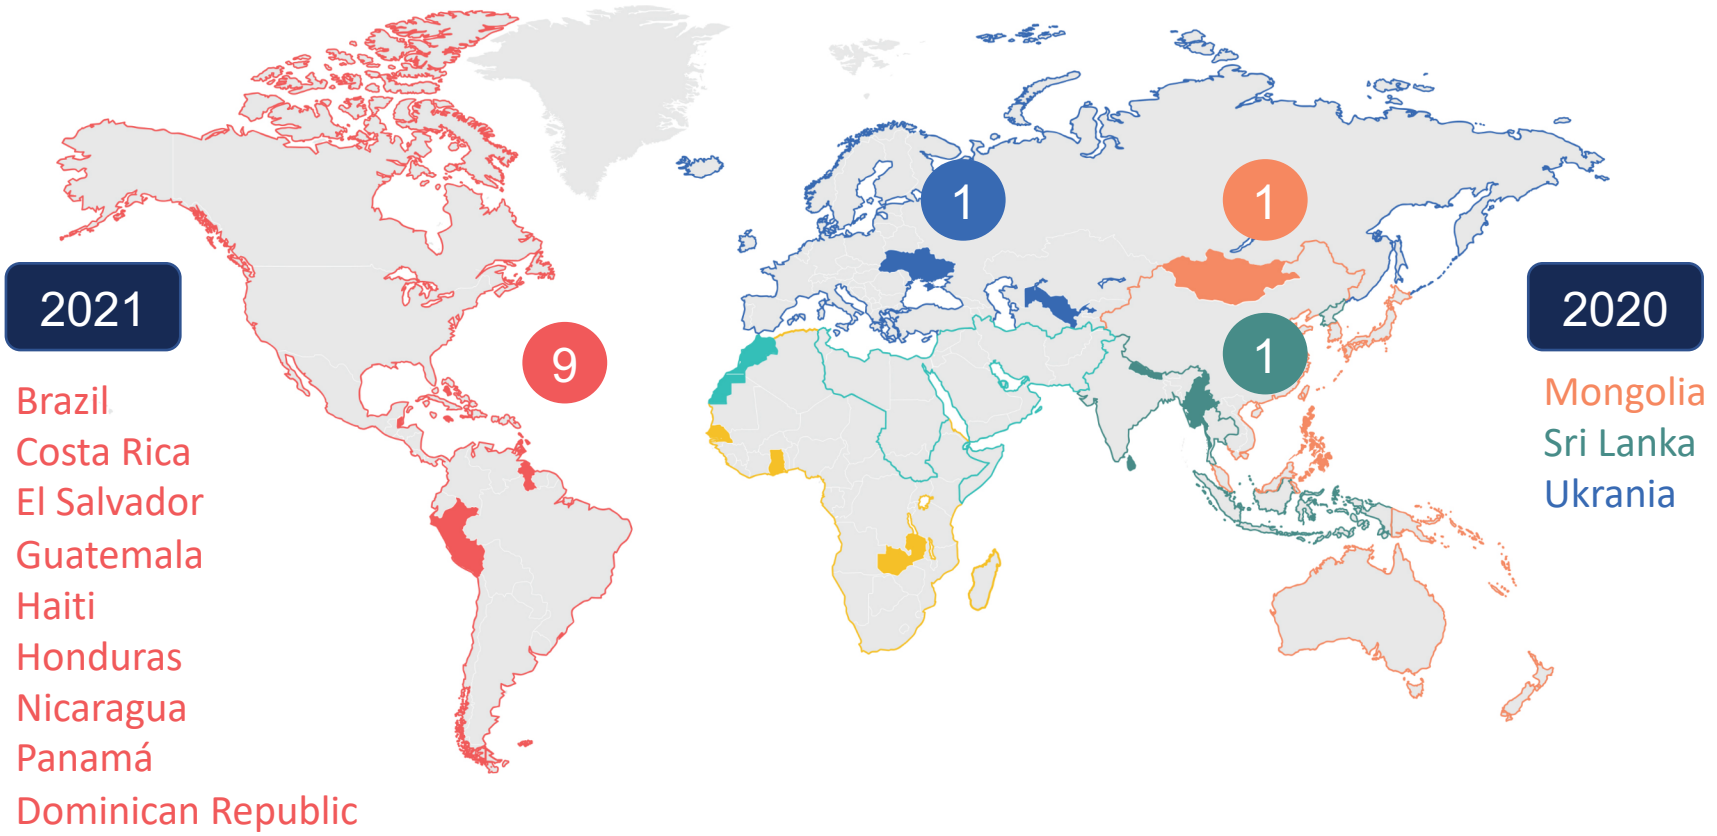 1
1
2021
2020
9
1
Brazil
Costa Rica
El Salvador
Guatemala
Haiti
Honduras
Nicaragua
Panamá
Dominican Republic
Mongolia
Sri Lanka
Ukrania